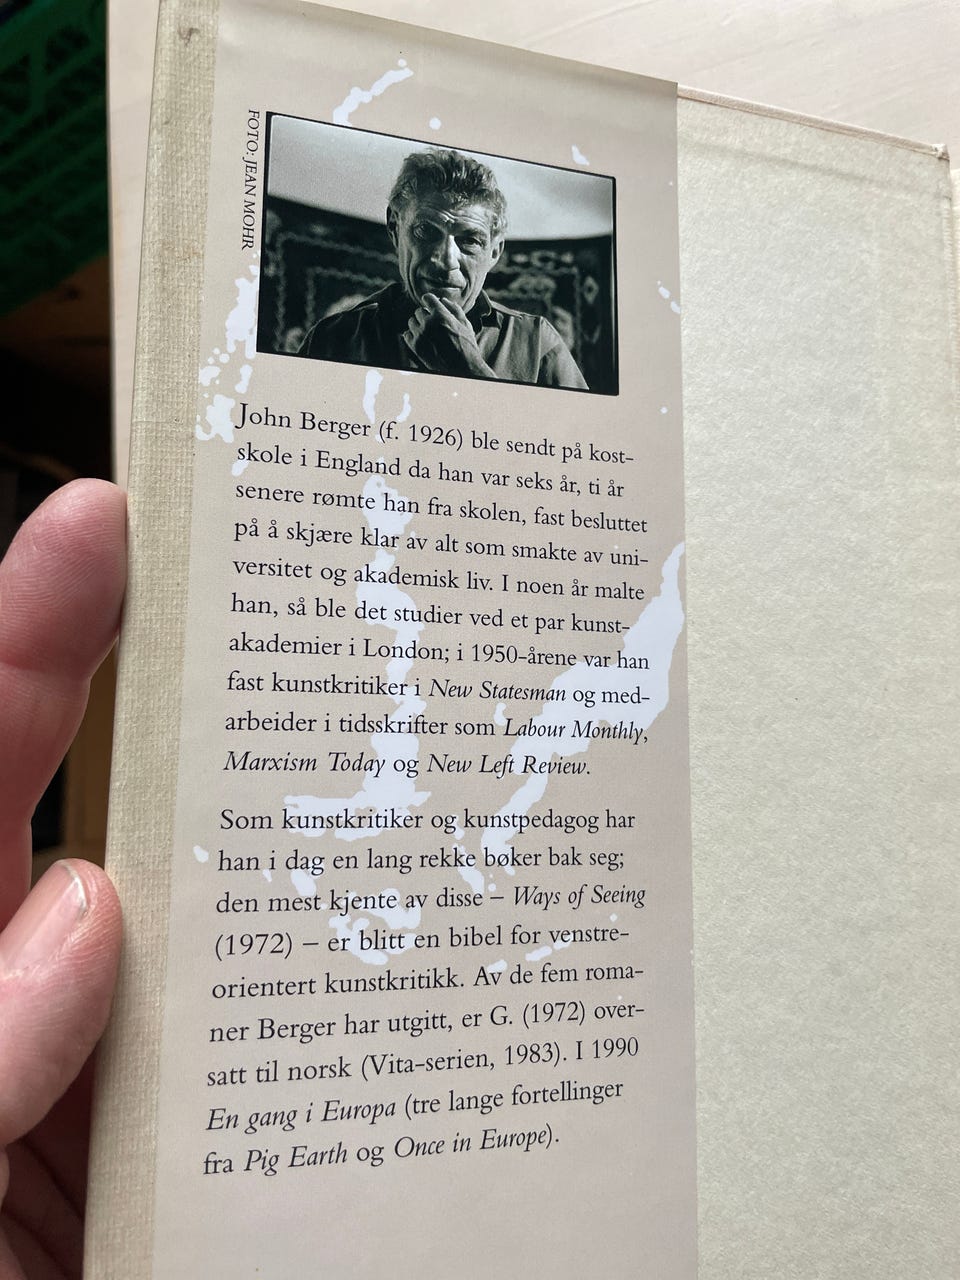 FOTO: JEAN MOHR
John Berger (f. 1926) ble sendt på kost-
skole i England da han var seks år, ti år
senere rømte han fra skolen, fast besluttet
på å skjære klar av alt som smakte av uni-
versitet og akademisk liv. I noen år malte
han, så ble det studier ved et par kunst-
akademier i London; i 1950-årene var han
fast kunstkritiker i New Statesman og med-
arbeider i tidsskrifter som Labour Monthly,
Marxism Today og New Left Review.
Som kunstkritiker og kunstpedagog har
han i dag en lang rekke bøker bak seg;
den mest kjente av disse – Ways of Seeing
(1972) – er blitt en bibel for venstre-
orientert kunstkritikk. Av de fem roma-
ner Berger har utgitt, er G. (1972) over-
satt til norsk (Vita-serien, 1983). I 1990
En gang i Europa (tre lange fortellinger
fra Pig Earth og Once in Europe).